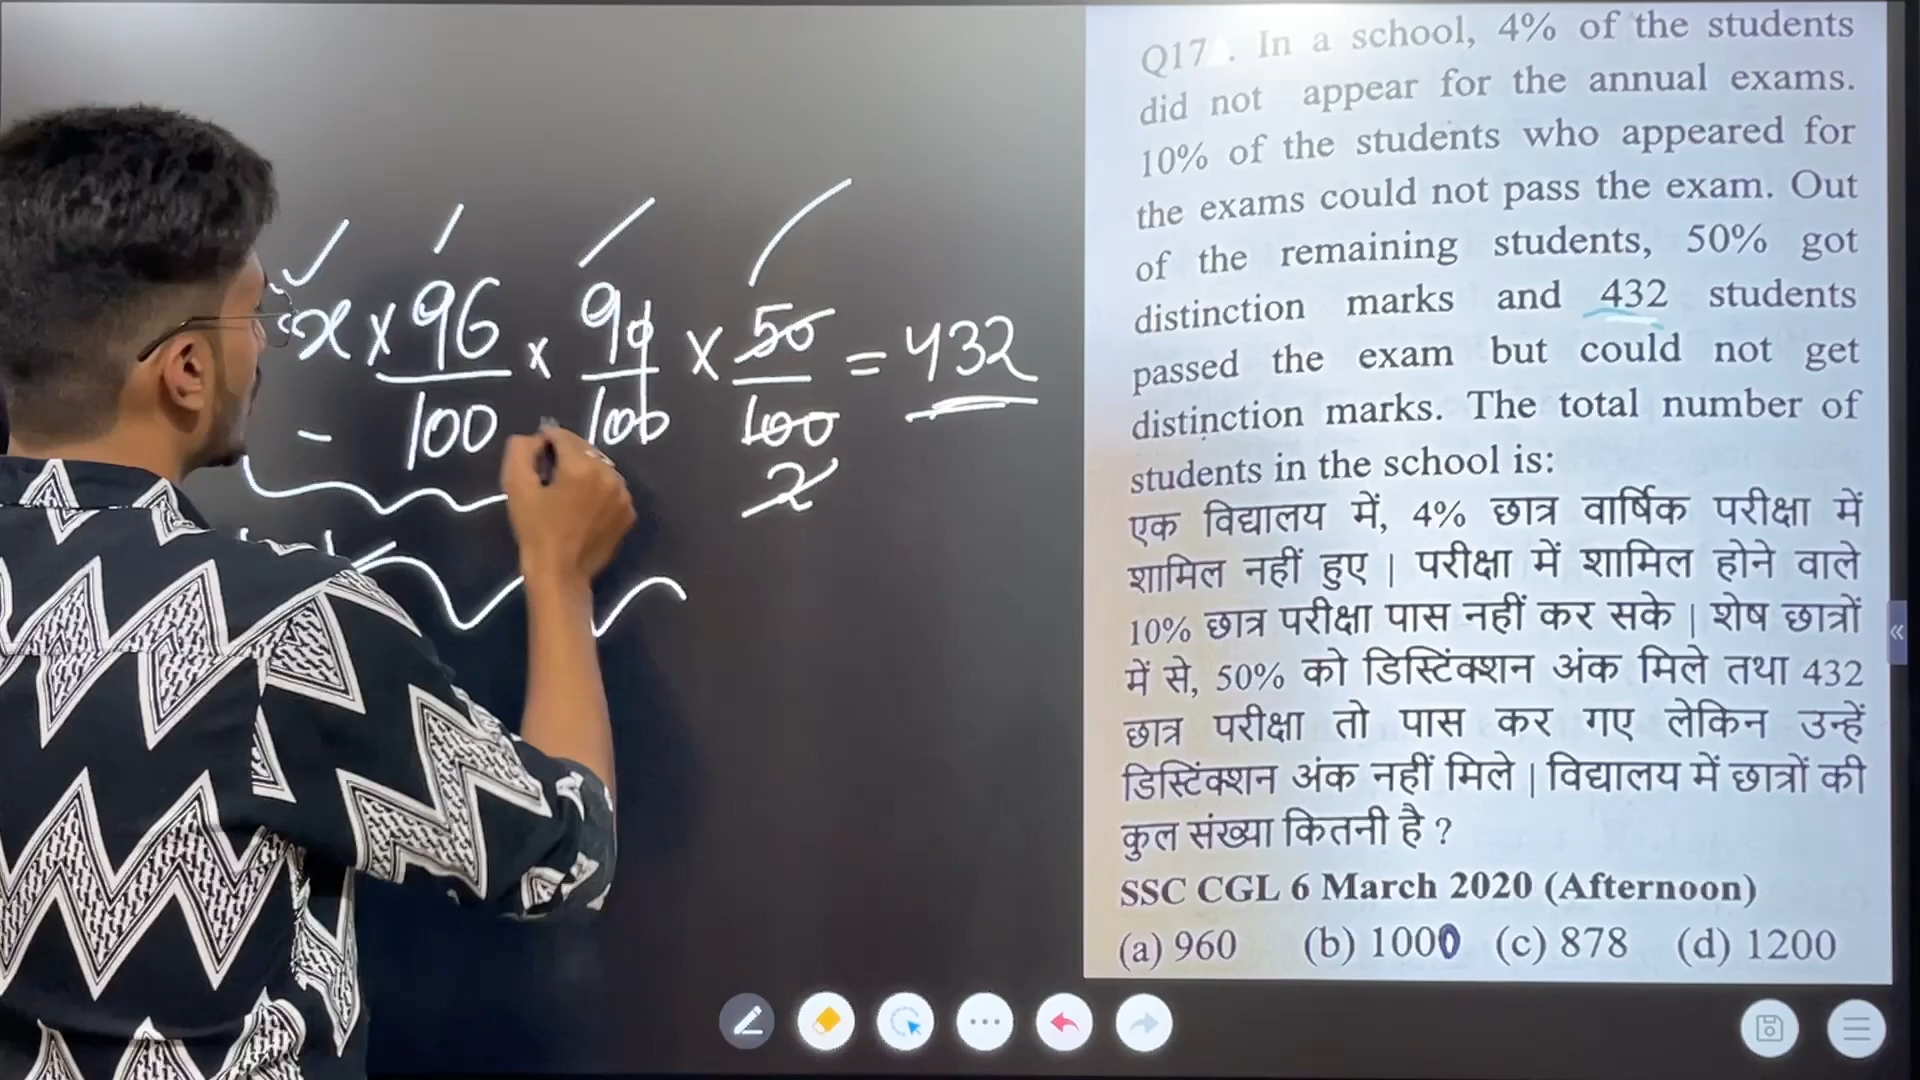 x × 96/100 × 90/100 × 50/100 = 432
2
Q17 . In a school, 4% of the students
did not appear for the annual exams.
10% of the students who appeared for
the exams could not pass the exam. Out
of the remaining students, 50% got
distinction marks and 432 students
passed the exam but could not get
distinction marks. The total number of
students in the school is:
एक विद्यालय में, 4% छात्र वार्षिक परीक्षा में
शामिल नहीं हुए | परीक्षा में शामिल होने वाले
10% छात्र परीक्षा पास नहीं कर सके | शेष छात्रों
में से, 50% को डिस्टिंक्शन अंक मिले तथा 432
छात्र परीक्षा तो पास कर गए लेकिन उन्हें
डिस्टिंक्शन अंक नहीं मिले | विद्यालय में छात्रों की
कुल संख्या कितनी है ?
SSC CGL 6 March 2020 (Afternoon)
(a) 960 (b) 1000 (c) 878 (d) 1200